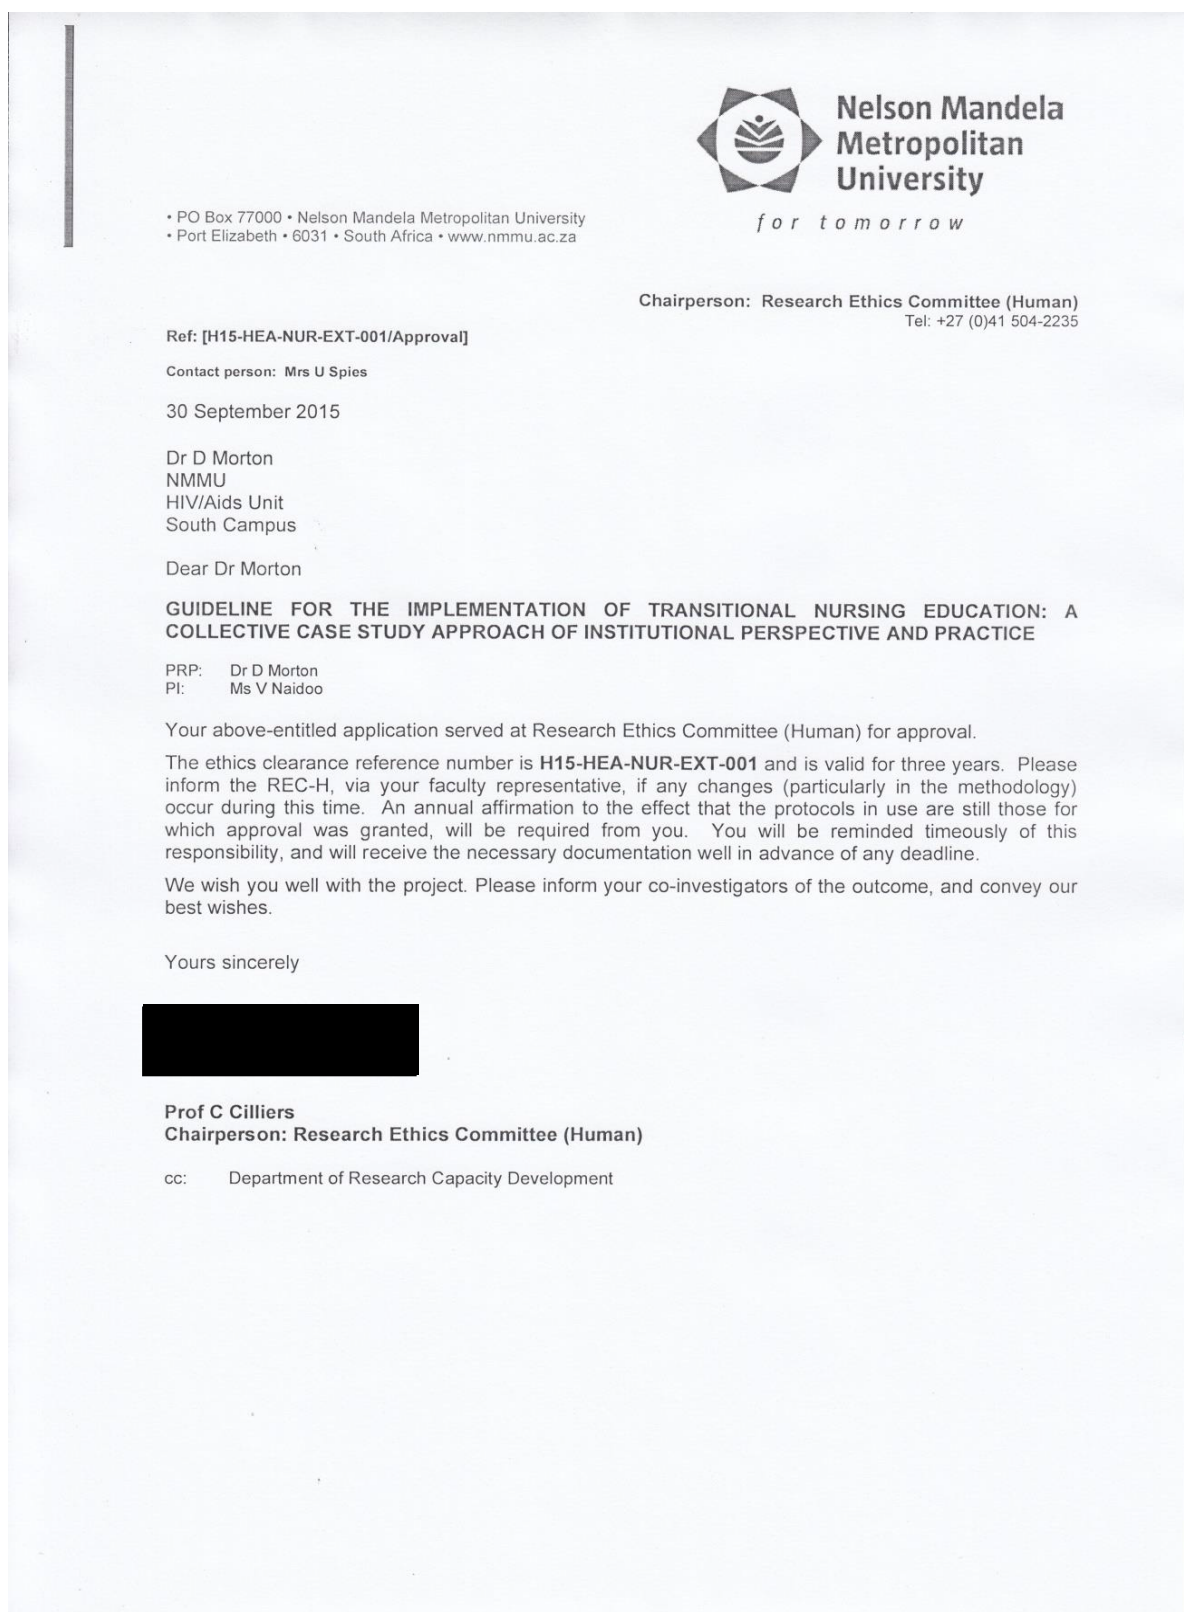 Nelson Mandela
Metropolitan
University
for tomorrow
• PO Box 77000 • Nelson Mandela Metropolitan University
• Port Elizabeth • 6031 • South Africa • www.nmmu.ac.za
Chairperson: Research Ethics Committee (Human)
Tel: +27 (0)41 504-2235
Ref: [H15-HEA-NUR-EXT-001/Approval]
Contact person: Mrs U Spies
30 September 2015
Dr D Morton
NMMU
HIV/Aids Unit
South Campus
Dear Dr Morton
GUIDELINE FOR THE IMPLEMENTATION OF TRANSITIONAL NURSING EDUCATION: A
COLLECTIVE CASE STUDY APPROACH OF INSTITUTIONAL PERSPECTIVE AND PRACTICE
PRP: Dr D Morton
PI: Ms V Naidoo
Your above-entitled application served at Research Ethics Committee (Human) for approval.
The ethics clearance reference number is H15-HEA-NUR-EXT-001 and is valid for three years. Please
inform the REC-H, via your faculty representative, if any changes (particularly in the methodology)
occur during this time. An annual affirmation to the effect that the protocols in use are still those for
which approval was granted, will be required from you. You will be reminded timeously of this
responsibility, and will receive the necessary documentation well in advance of any deadline.
We wish you well with the project. Please inform your co-investigators of the outcome, and convey our
best wishes.
Yours sincerely
Prof C Cilliers
Chairperson: Research Ethics Committee (Human)
cc: Department of Research Capacity Development